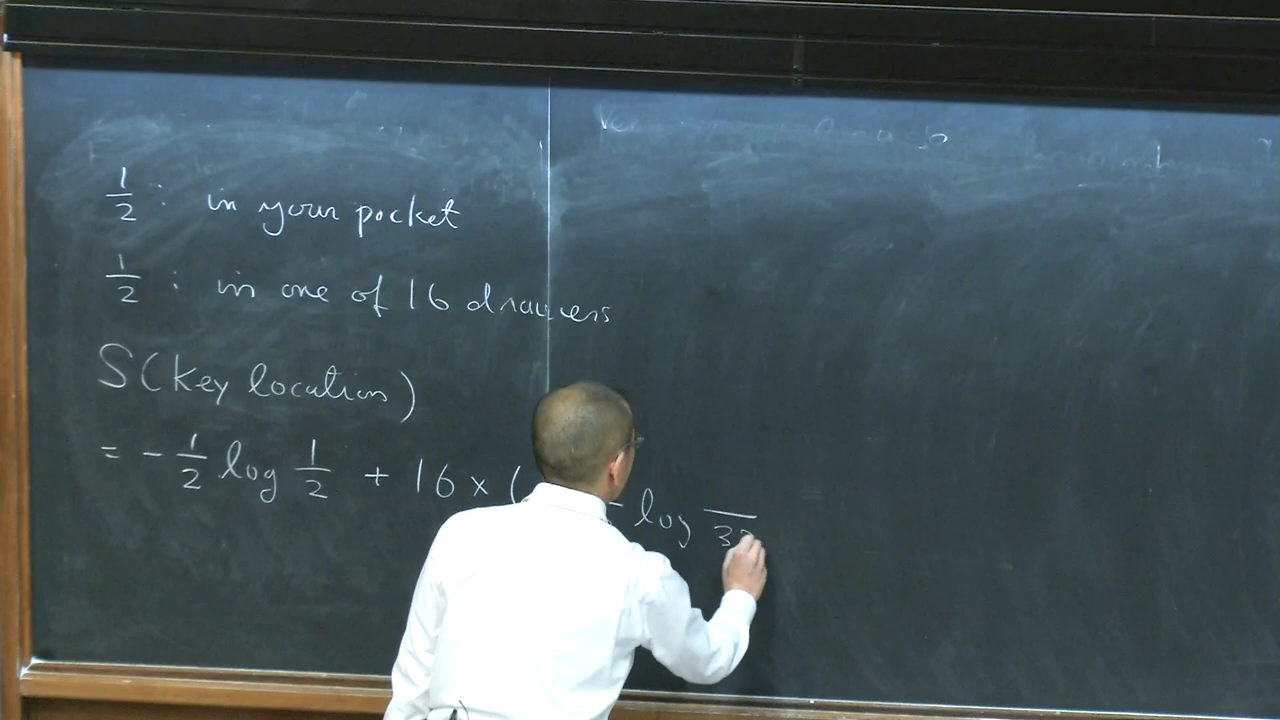 1/2 : in your pocket
1/2 : in one of 16 drawers
S(key location)
= - 1/2 log 1/2 + 16 × ( - log /32